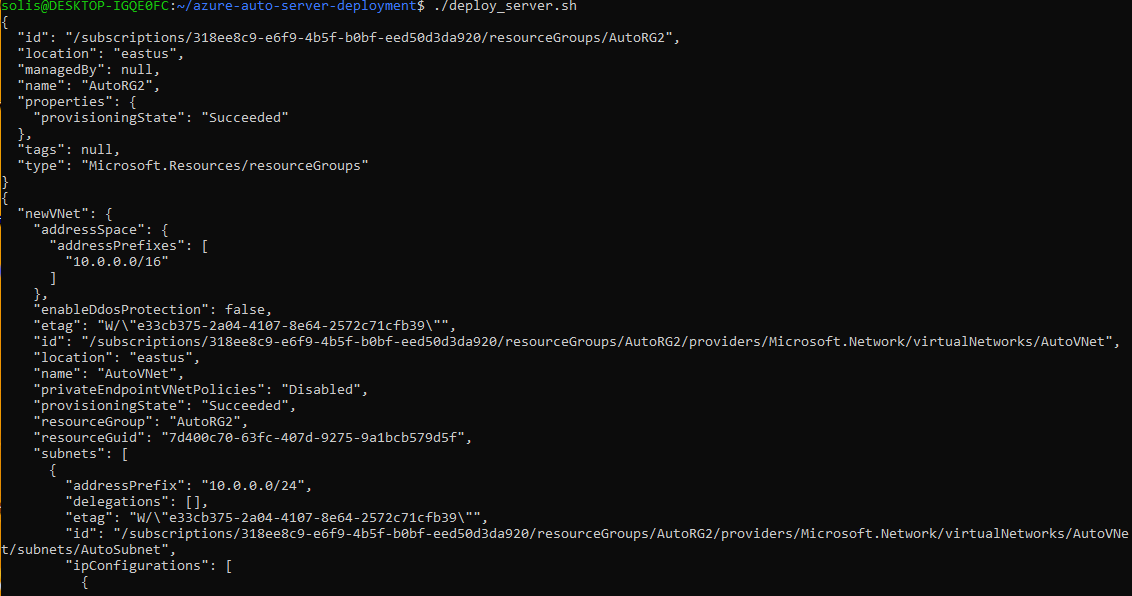 solis@DESKTOP-IGQE0FC:~/azure-auto-server-deployment$ ./deploy_server.sh
{
  "id": "/subscriptions/318ee8c9-e6f9-4b5f-b0bf-eed50d3da920/resourceGroups/AutoRG2",
  "location": "eastus",
  "managedBy": null,
  "name": "AutoRG2",
  "properties": {
    "provisioningState": "Succeeded"
  },
  "tags": null,
  "type": "Microsoft.Resources/resourceGroups"
}
{
  "newVNet": {
    "addressSpace": {
      "addressPrefixes": [
        "10.0.0.0/16"
      ]
    },
    "enableDdosProtection": false,
    "etag": "W/\"e33cb375-2a04-4107-8e64-2572c71cfb39\"",
    "id": "/subscriptions/318ee8c9-e6f9-4b5f-b0bf-eed50d3da920/resourceGroups/AutoRG2/providers/Microsoft.Network/virtualNetworks/AutoVNet",
    "location": "eastus",
    "name": "AutoVNet",
    "privateEndpointVNetPolicies": "Disabled",
    "provisioningState": "Succeeded",
    "resourceGroup": "AutoRG2",
    "resourceGuid": "7d400c70-63fc-407d-9275-9a1bcb579d5f",
    "subnets": [
      {
        "addressPrefix": "10.0.0.0/24",
        "delegations": [],
        "etag": "W/\"e33cb375-2a04-4107-8e64-2572c71cfb39\"",
        "id": "/subscriptions/318ee8c9-e6f9-4b5f-b0bf-eed50d3da920/resourceGroups/AutoRG2/providers/Microsoft.Network/virtualNetworks/AutoVNe
t/subnets/AutoSubnet",
        "ipConfigurations": [
          {